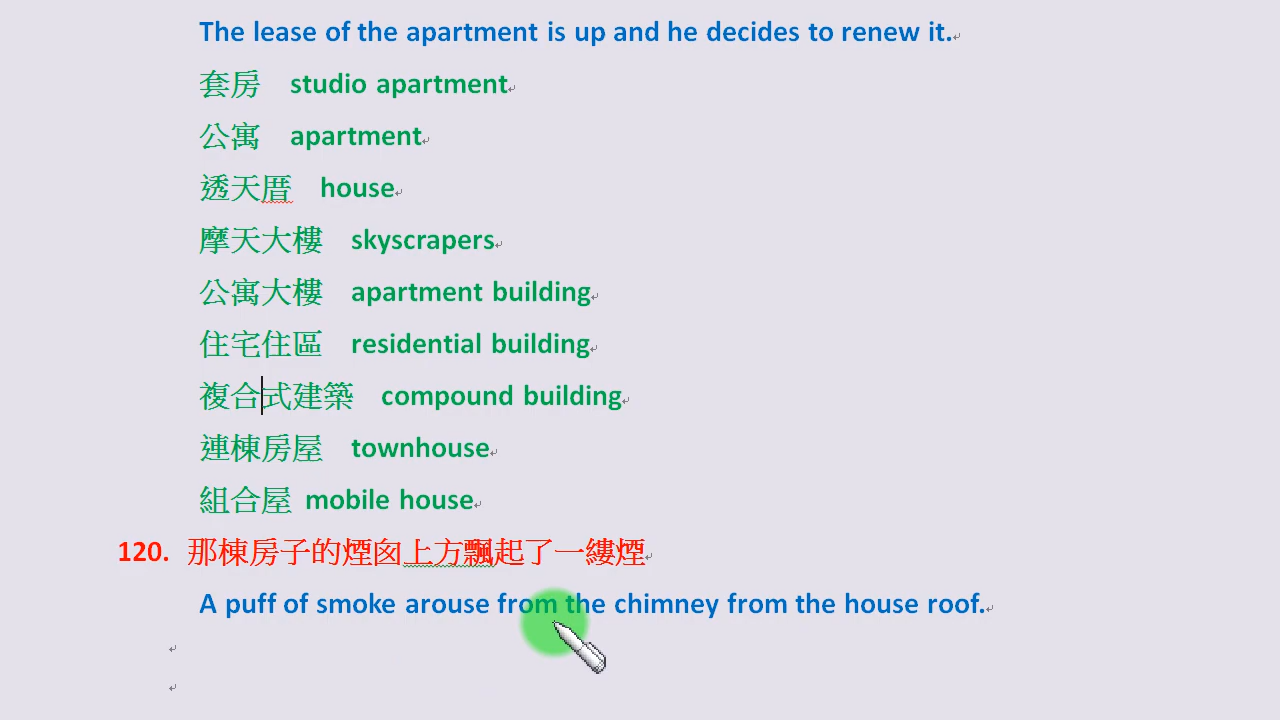 The lease of the apartment is up and he decides to renew it.
套房 studio apartment
公寓 apartment
透天厝 house
摩天大樓 skyscrapers
公寓大樓 apartment building
住宅住區 residential building
複合式建築 compound building
連棟房屋 townhouse
組合屋 mobile house
120. 那棟房子的煙囪上方飄起了一縷煙
A puff of smoke arouse from the chimney from the house roof.